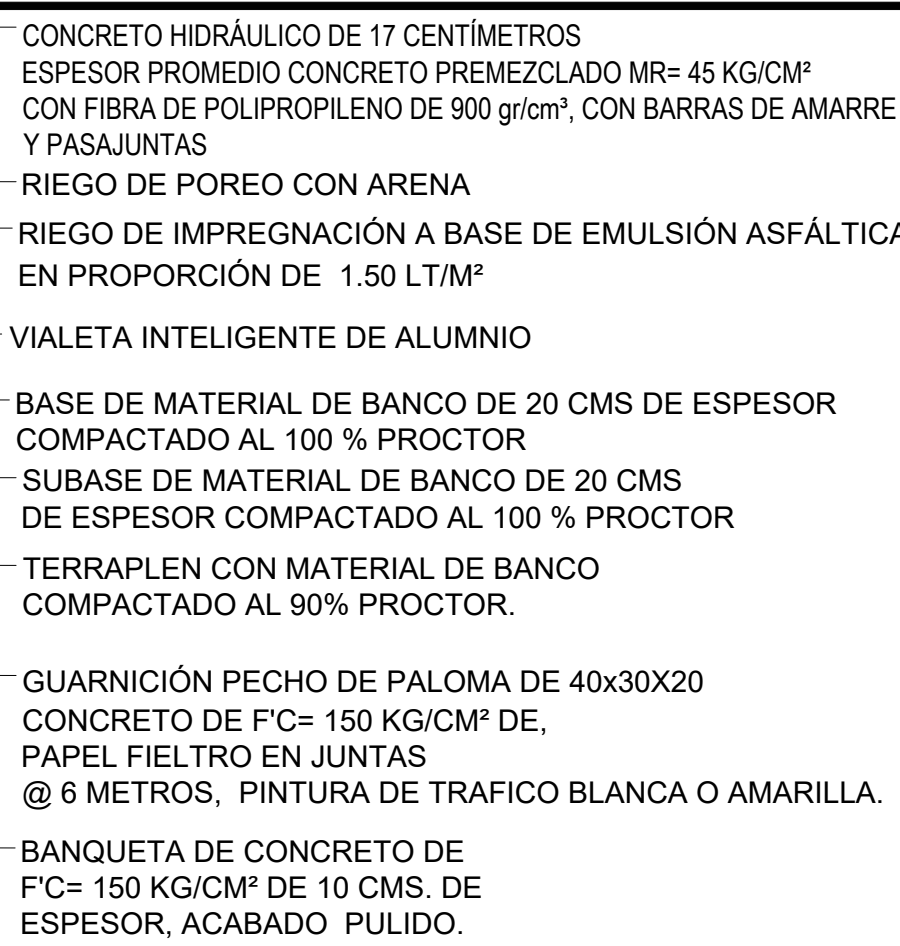 CONCRETO HIDRÁULICO DE 17 CENTÍMETROS
ESPESOR PROMEDIO CONCRETO PREMEZCLADO MR= 45 KG/CM²
CON FIBRA DE POLIPROPILENO DE 900 gr/cm³, CON BARRAS DE AMARRE
Y PASAJUNTAS
RIEGO DE POREO CON ARENA
RIEGO DE IMPREGNACIÓN A BASE DE EMULSIÓN ASFÁLTICA
EN PROPORCIÓN DE 1.50 LT/M²
VIALETA INTELIGENTE DE ALUMNIO
BASE DE MATERIAL DE BANCO DE 20 CMS DE ESPESOR
COMPACTADO AL 100 % PROCTOR
SUBASE DE MATERIAL DE BANCO DE 20 CMS
DE ESPESOR COMPACTADO AL 100 % PROCTOR
TERRAPLEN CON MATERIAL DE BANCO
COMPACTADO AL 90% PROCTOR.
GUARNICIÓN PECHO DE PALOMA DE 40x30X20
CONCRETO DE F'C= 150 KG/CM² DE,
PAPEL FIELTRO EN JUNTAS
@ 6 METROS, PINTURA DE TRAFICO BLANCA O AMARILLA.
BANQUETA DE CONCRETO DE
F'C= 150 KG/CM² DE 10 CMS. DE
ESPESOR, ACABADO PULIDO.